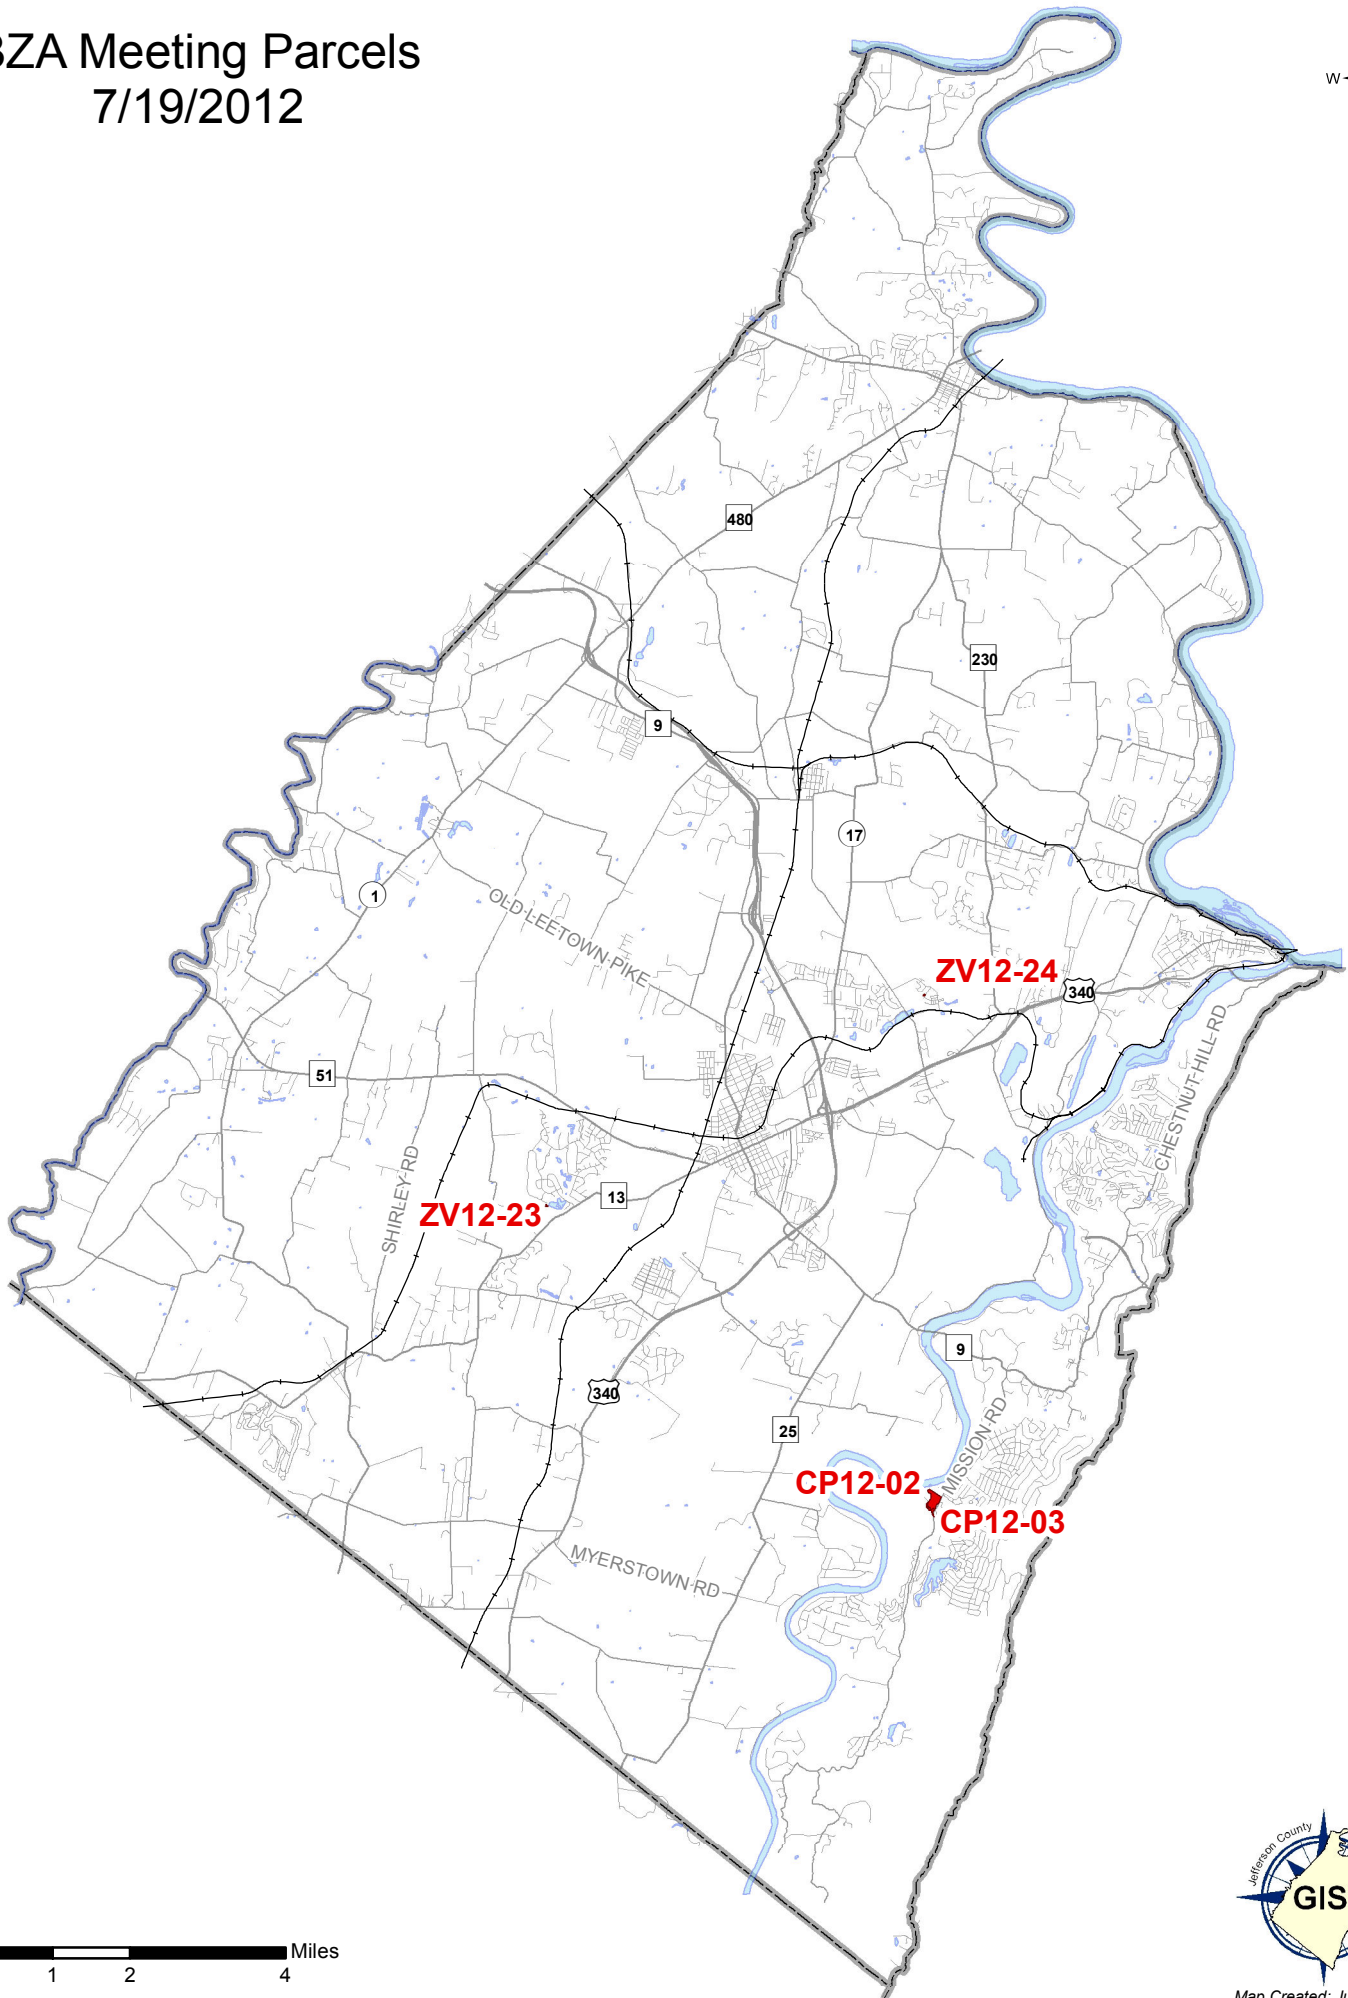 BZA Meeting Parcels
7/19/2012
W
480
230
9
17
1
OLD LEETOWN PIKE
ZV12-24
340
51
CHESTNUT HILL RD
SHIRLEY RD
13
ZV12-23
9
340
25
MISSION RD
CP12-02
CP12-03
MYERSTOWN RD
Jefferson County
GIS
Miles
1 2 4
Map Created: